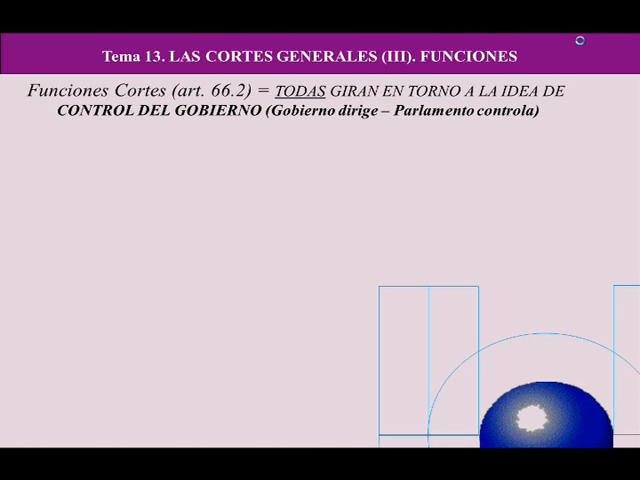 Tema 13. LAS CORTES GENERALES (III). FUNCIONES
Funciones Cortes (art. 66.2) = TODAS GIRAN EN TORNO A LA IDEA DE
CONTROL DEL GOBIERNO (Gobierno dirige – Parlamento controla)